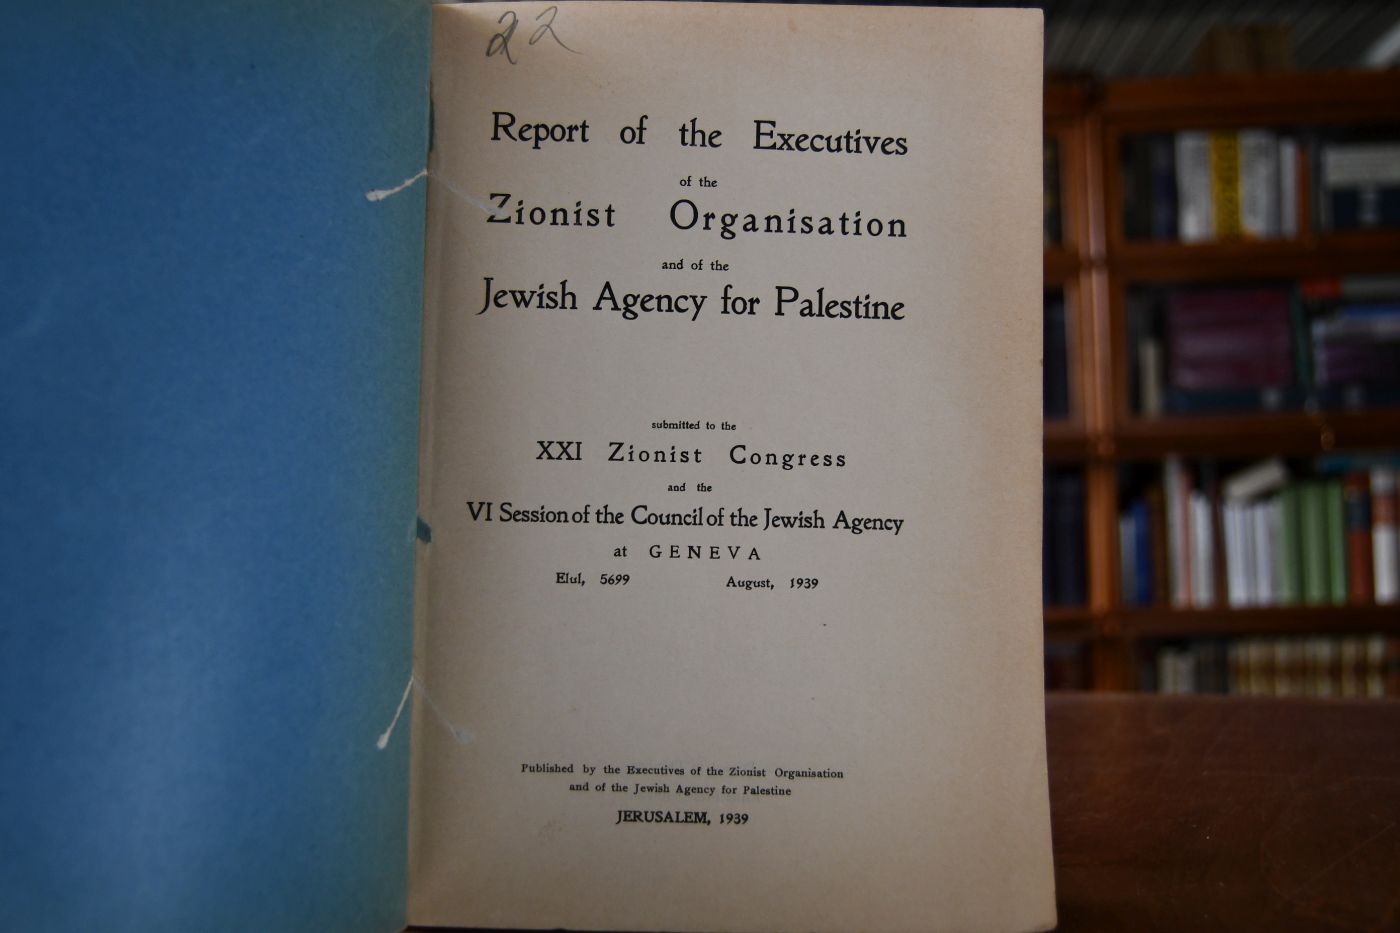 22
Report of the Executives
of the
Zionist Organisation
and of the
Jewish Agency for Palestine
submitted to the
XXI Zionist Congress
and the
VI Session of the Council of the Jewish Agency
at GENEVA
Elul, 5699 August, 1939
Published by the Executives of the Zionist Organisation
and of the Jewish Agency for Palestine
JERUSALEM, 1939